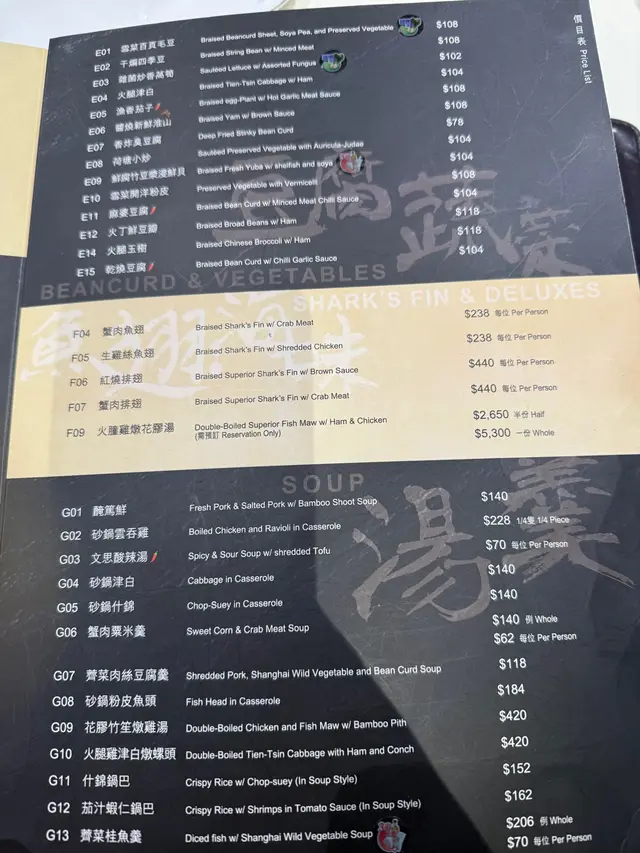 價目表 Price List
E01 雪菜百頁毛豆 Braised Beancurd Sheet, Soya Pea, and Preserved Vegetable $108
E02 干煸四季豆 Braised String Bean w/ Minced Meat $108
E03 雜菌炒香萵筍 Sautéed Lettuce w/ Assorted Fungus $102
E04 火腿津白 Braised Tien-Tsin Cabbage w/ Ham $104
E05 漁香茄子 Braised egg-Plant w/ Hot Garlic Meat Sauce $108
E06 醬燒新鮮淮山 Braised Yam w/ Brown Sauce $108
E07 香炸臭豆腐 Deep Fried Stinky Bean Curd $78
E08 荷塘小炒 Sautéed Preserved Vegetable with Auricula-Judae $104
E09 鮮腐竹豆漿浸鮮貝 Braised Fresh Yuba w/ shelfish and soya $104
E10 雪菜開洋粉皮 Preserved Vegetable with Vermicelli $108
E11 麻婆豆腐 Braised Bean Curd w/ Minced Meat Chilli Sauce $104
E12 火丁鮮豆瓣 Braised Broad Beans w/ Ham $118
E14 火腿玉樹 Braised Chinese Broccoli w/ Ham $118
E15 乾燒豆腐 Braised Bean Curd w/ Chilli Garlic Sauce $104
豆腐 蔬菜
BEANCURD & VEGETABLES
SHARK'S FIN & DELUXES
魚翅海味
F04 蟹肉魚翅 Braised Shark's Fin w/ Crab Meat $238 每位 Per Person
F05 生雞絲魚翅 Braised Shark's Fin w/ Shredded Chicken $238 每位 Per Person
F06 紅燒排翅 Braised Superior Shark's Fin w/ Brown Sauce $440 每位 Per Person
F07 蟹肉排翅 Braised Superior Shark's Fin w/ Crab Meat $440 每位 Per Person
F09 火腫雞燉花膠湯 Double-Boiled Superior Fish Maw w/ Ham & Chicken $2,650 半份 Half
(需預訂 Reservation Only) $5,300 一份 Whole
SOUP
湯羹
G01 醃篤鮮 Fresh Pork & Salted Pork w/ Bamboo Shoot Soup $140
G02 砂鍋雲吞雞 Boiled Chicken and Ravioli in Casserole $228 1/4隻 1/4 Piece
G03 文思酸辣湯 Spicy & Sour Soup w/ shredded Tofu $70 每位 Per Person
G04 砂鍋津白 Cabbage in Casserole $140
G05 砂鍋什錦 Chop-Suey in Casserole $140
G06 蟹肉粟米羹 Sweet Corn & Crab Meat Soup $140 例 Whole
$62 每位 Per Person
G07 薺菜肉絲豆腐羹 Shredded Pork, Shanghai Wild Vegetable and Bean Curd Soup $118
G08 砂鍋粉皮魚頭 Fish Head in Casserole $184
G09 花膠竹笙燉雞湯 Double-Boiled Chicken and Fish Maw w/ Bamboo Pith $420
G10 火腿雞津白燉螺頭 Double-Boiled Tien-Tsin Cabbage with Ham and Conch $420
G11 什錦鍋巴 Crispy Rice w/ Chop-suey (In Soup Style) $152
G12 茄汁蝦仁鍋巴 Crispy Rice w/ Shrimps in Tomato Sauce (In Soup Style) $162
G13 薺菜桂魚羹 Diced fish w/ Shanghai Wild Vegetable Soup $206 例 Whole
$70 每位 Per Person